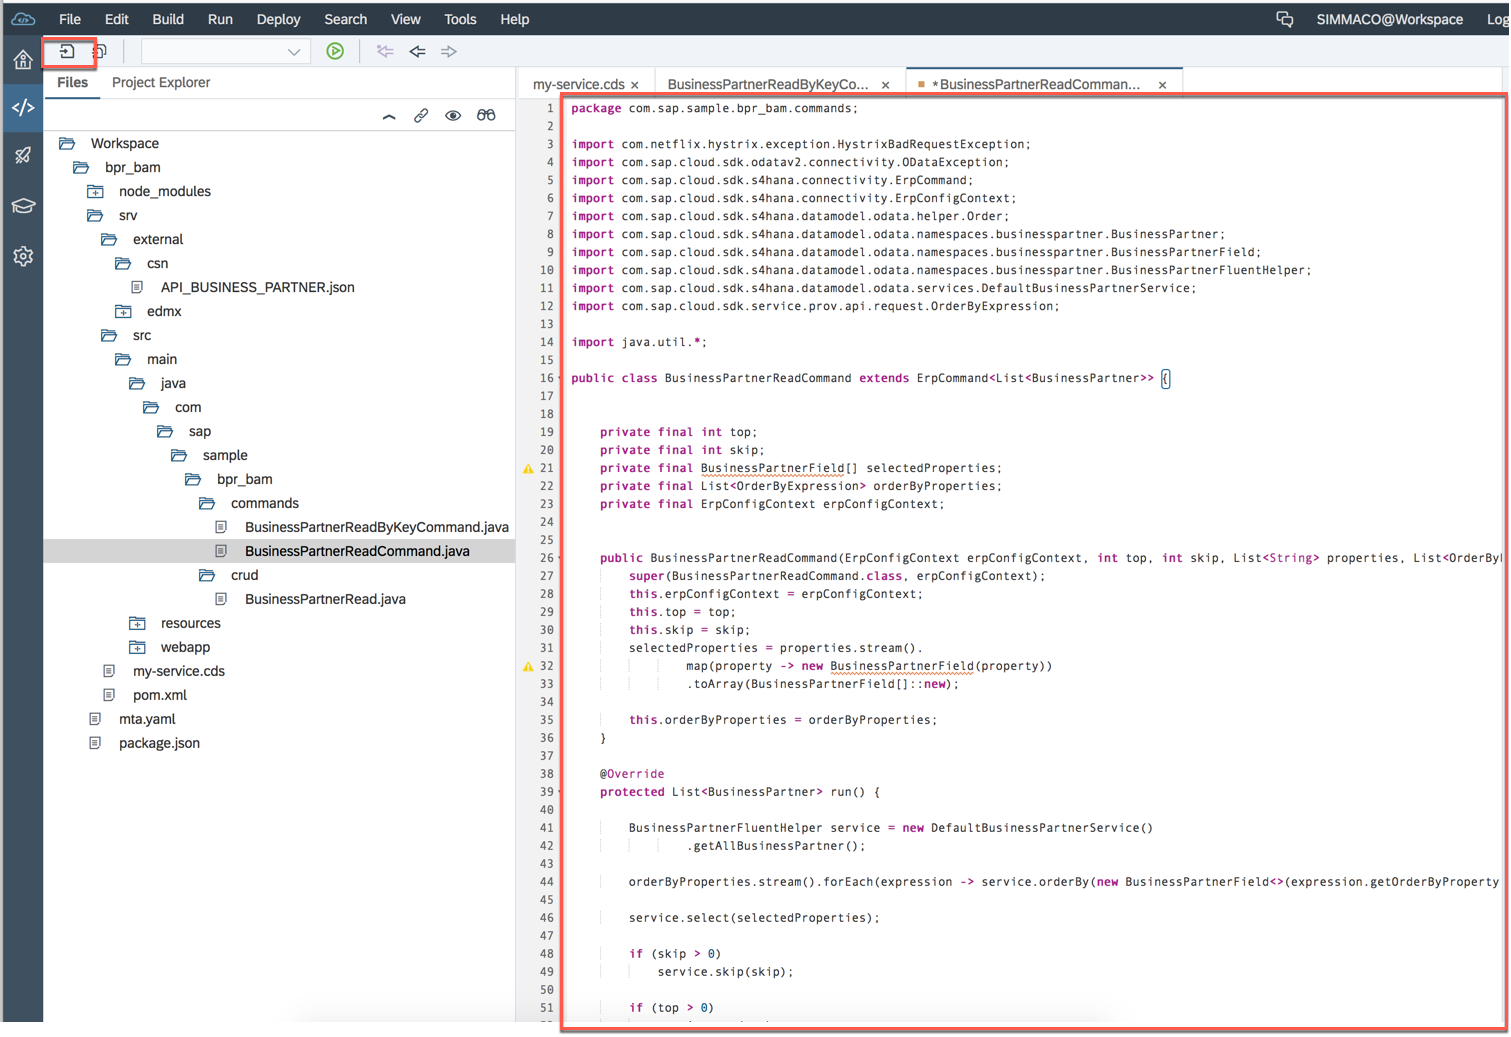 File Edit Build Run Deploy Search View Tools Help SIMMACO@Workspace Log
Files Project Explorer
my-service.cds × BusinessPartnerReadByKeyCo... × *BusinessPartnerReadComman... ×
Workspace
bpr_bam
node_modules
srv
external
csn
API_BUSINESS_PARTNER.json
edmx
src
main
java
com
sap
sample
bpr_bam
commands
BusinessPartnerReadByKeyCommand.java
BusinessPartnerReadCommand.java
crud
BusinessPartnerRead.java
resources
webapp
my-service.cds
pom.xml
mta.yaml
package.json
1 package com.sap.sample.bpr_bam.commands;
2
3 import com.netflix.hystrix.exception.HystrixBadRequestException;
4 import com.sap.cloud.sdk.odatav2.connectivity.ODataException;
5 import com.sap.cloud.sdk.s4hana.connectivity.ErpCommand;
6 import com.sap.cloud.sdk.s4hana.connectivity.ErpConfigContext;
7 import com.sap.cloud.sdk.s4hana.datamodel.odata.helper.Order;
8 import com.sap.cloud.sdk.s4hana.datamodel.odata.namespaces.businesspartner.BusinessPartner;
9 import com.sap.cloud.sdk.s4hana.datamodel.odata.namespaces.businesspartner.BusinessPartnerField;
10 import com.sap.cloud.sdk.s4hana.datamodel.odata.namespaces.businesspartner.BusinessPartnerFluentHelper;
11 import com.sap.cloud.sdk.s4hana.datamodel.odata.services.DefaultBusinessPartnerService;
12 import com.sap.cloud.sdk.service.prov.api.request.OrderByExpression;
13
14 import java.util.*;
15
16 public class BusinessPartnerReadCommand extends ErpCommand<List<BusinessPartner>> {
17
18
19 private final int top;
20 private final int skip;
21 private final BusinessPartnerField[] selectedProperties;
22 private final List<OrderByExpression> orderByProperties;
23 private final ErpConfigContext erpConfigContext;
24
25
26 public BusinessPartnerReadCommand(ErpConfigContext erpConfigContext, int top, int skip, List<String> properties, List<OrderByE
27 super(BusinessPartnerReadCommand.class, erpConfigContext);
28 this.erpConfigContext = erpConfigContext;
29 this.top = top;
30 this.skip = skip;
31 selectedProperties = properties.stream().
32 map(property -> new BusinessPartnerField(property))
33 .toArray(BusinessPartnerField[]::new);
34
35 this.orderByProperties = orderByProperties;
36 }
37
38 @Override
39 protected List<BusinessPartner> run() {
40
41 BusinessPartnerFluentHelper service = new DefaultBusinessPartnerService()
42 .getAllBusinessPartner();
43
44 orderByProperties.stream().forEach(expression -> service.orderBy(new BusinessPartnerField<>(expression.getOrderByProperty
45
46 service.select(selectedProperties);
47
48 if (skip > 0)
49 service.skip(skip);
50
51 if (top > 0)